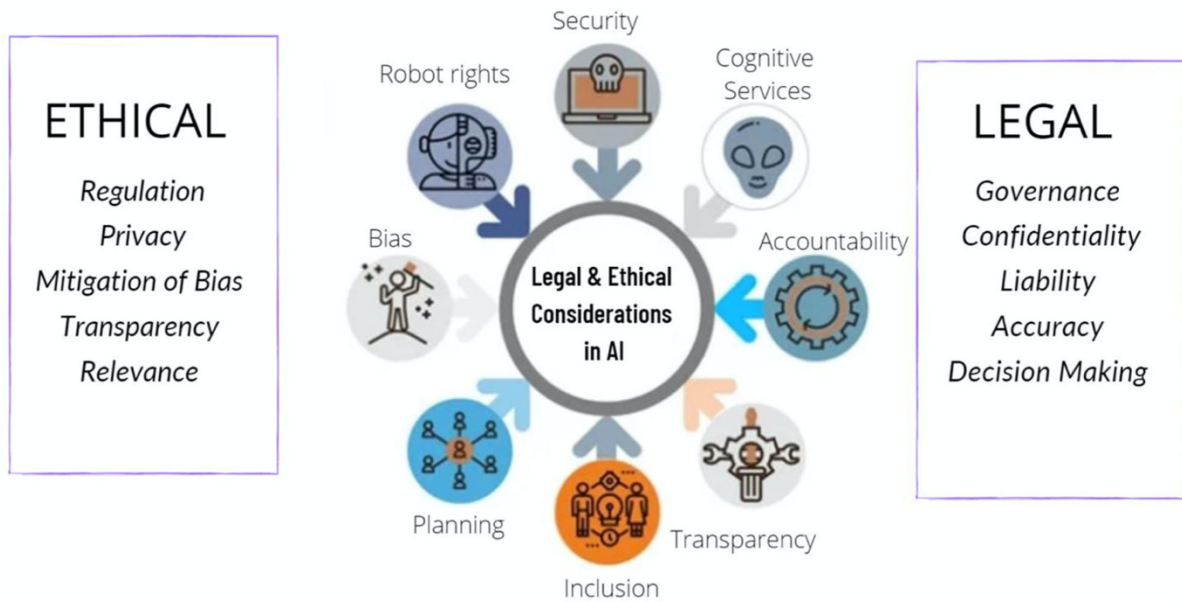 ETHICAL
Regulation
Privacy
Mitigation of Bias
Transparency
Relevance
Security
Cognitive
Services
Robot rights
Bias
Accountability
Legal & Ethical
Considerations
in AI
Planning
Transparency
Inclusion
LEGAL
Governance
Confidentiality
Liability
Accuracy
Decision Making